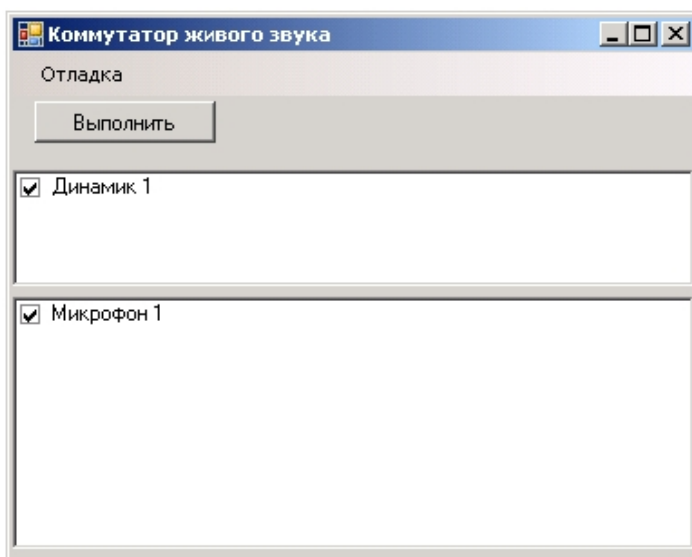 Коммутатор живого звука
Отладка
Выполнить
Динамик 1
Микрофон 1